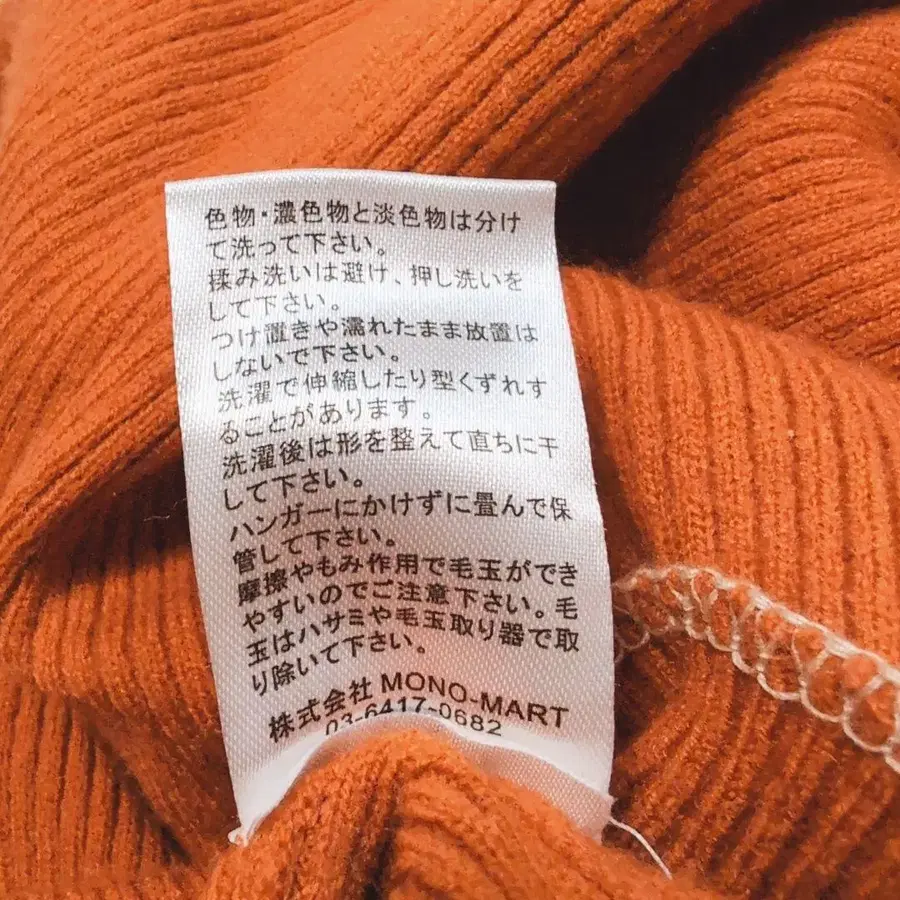 色物・濃色物と淡色物は分け
て洗って下さい。
揉み洗いは避け、押し洗いを
して下さい。
つけ置きや濡れたまま放置は
しないで下さい。
洗濯で伸縮したり型くずれす
ることがあります。
洗濯後は形を整えて直ちに干
して下さい。
ハンガーにかけずに畳んで保
管して下さい。
摩擦やもみ作用で毛玉ができ
やすいのでご注意下さい。毛
玉はハサミや毛玉取り器で取
り除いて下さい。
株式会社 MONO-MART
03-6417-0682